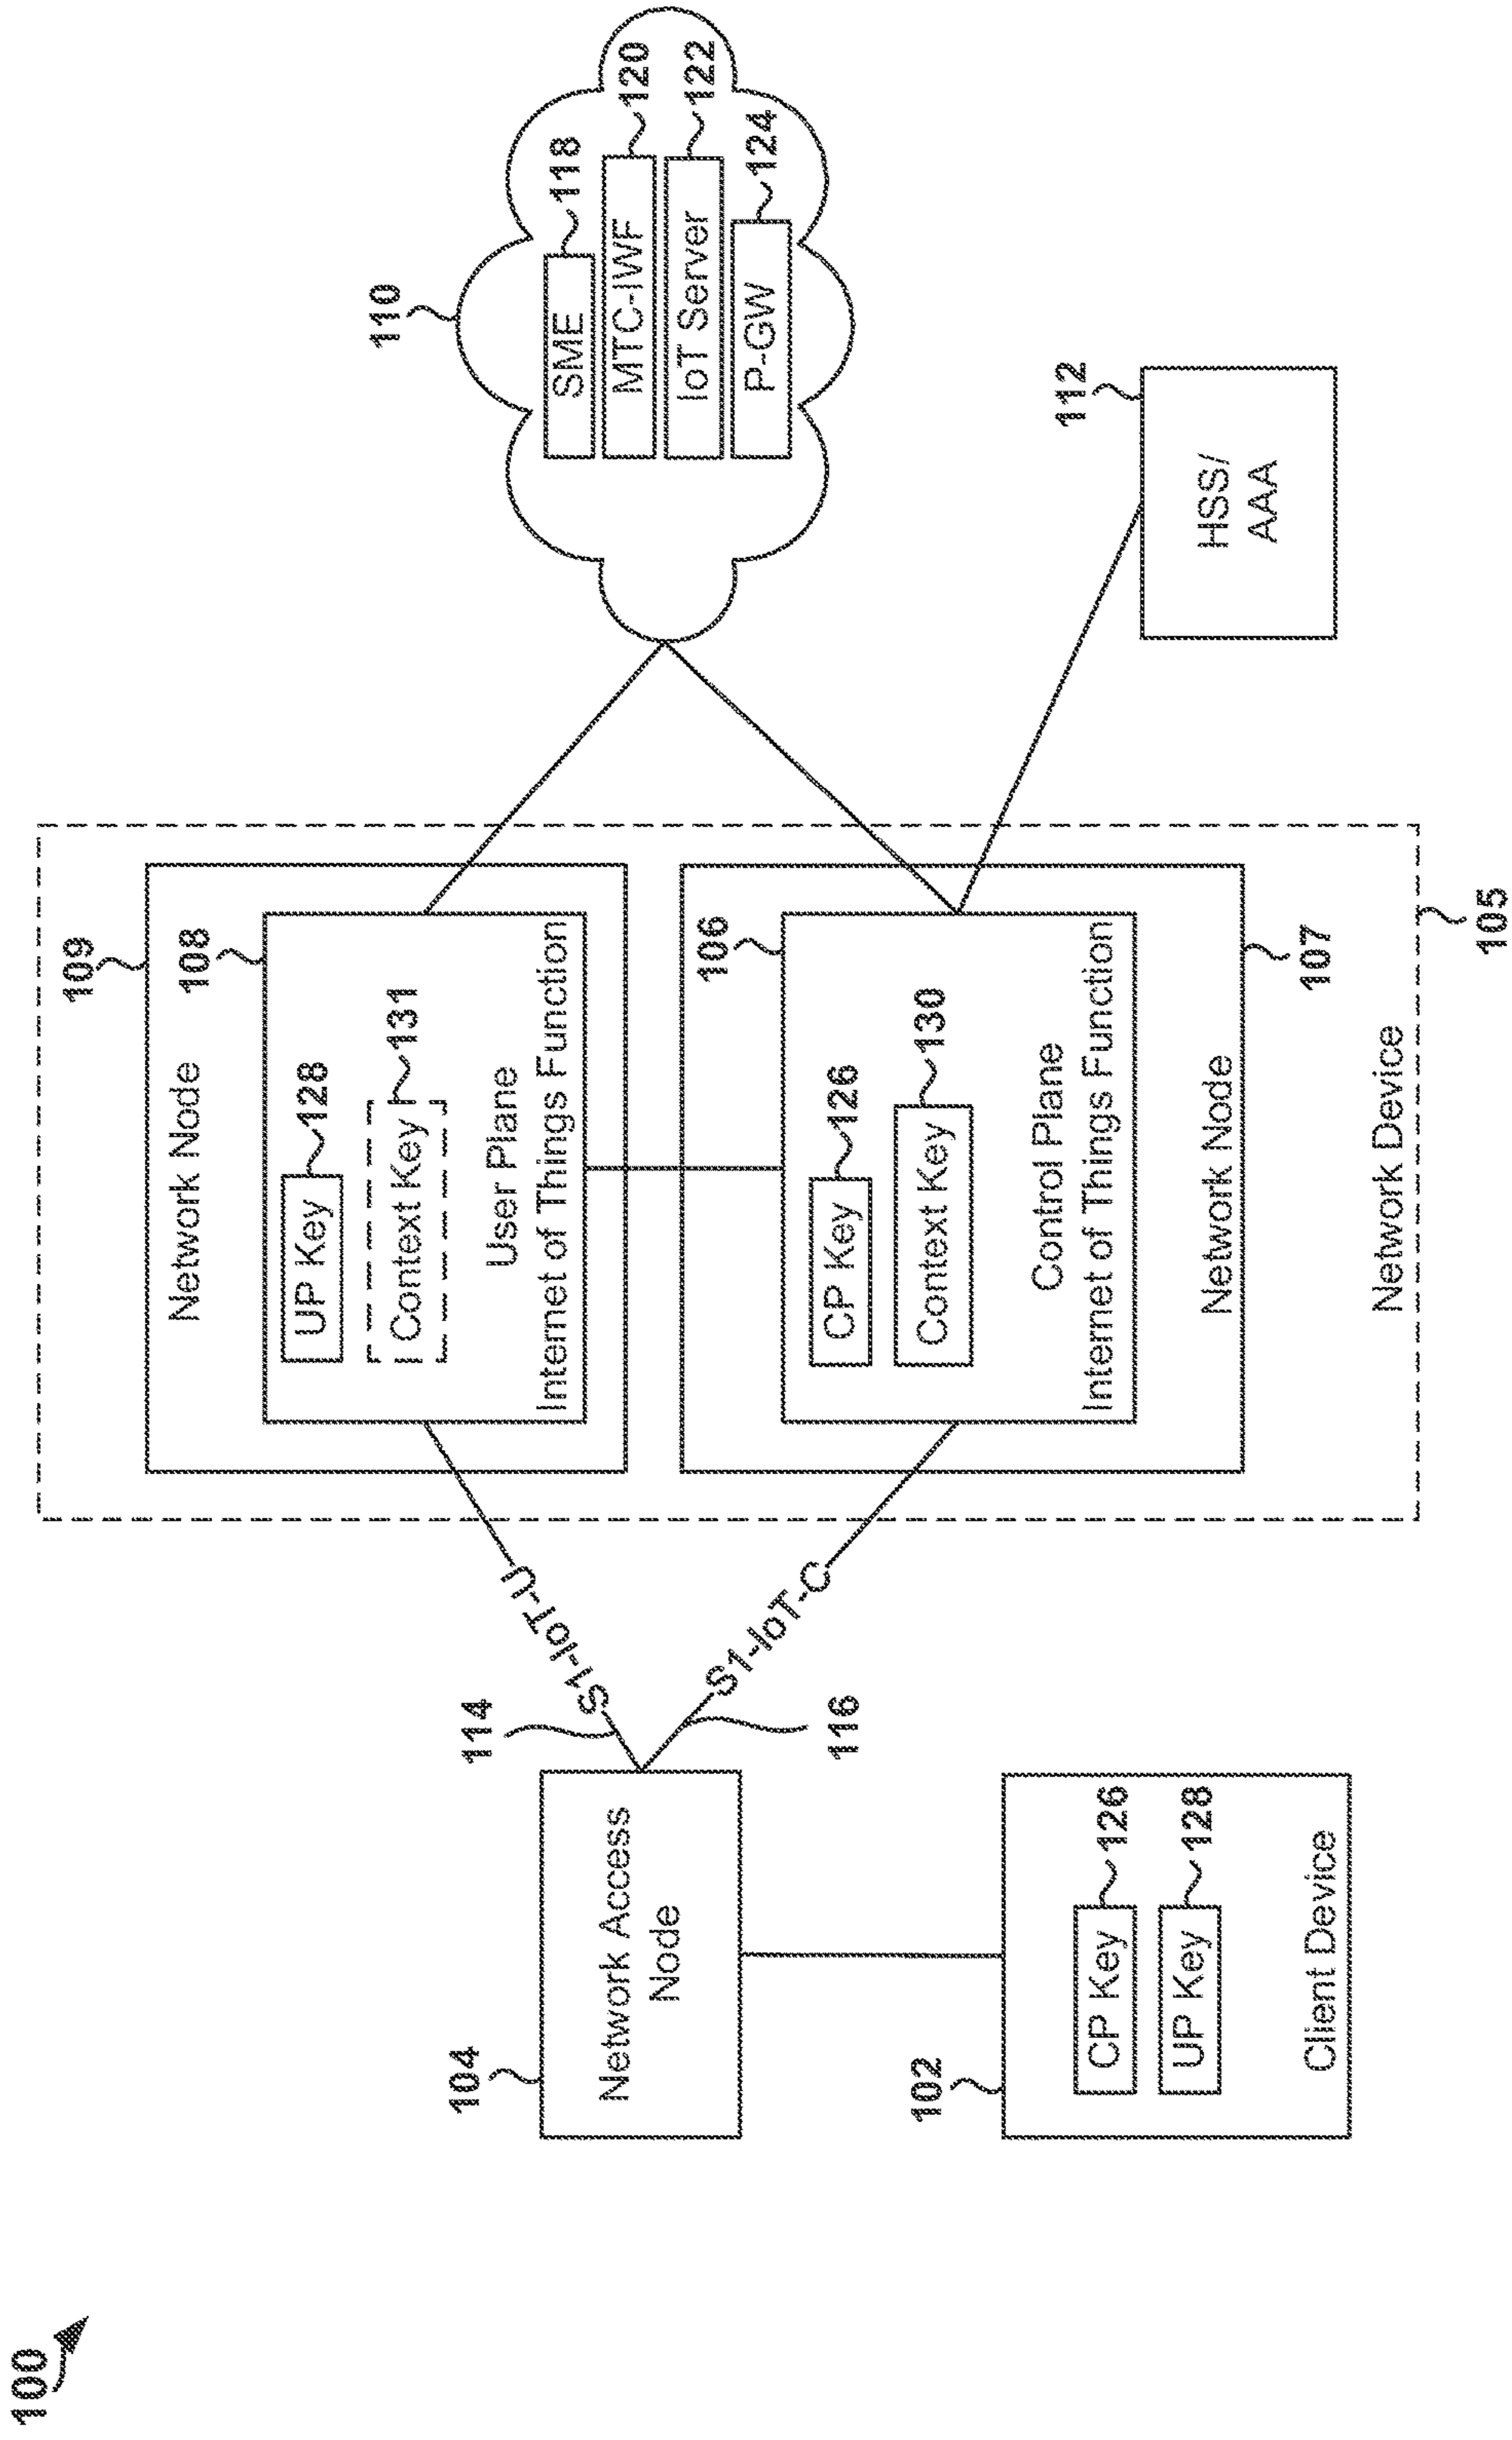 100
109
Network Node
108
UP Key
128
Context Key
131
User Plane
Internet of Things Function
106
CP Key
126
Context Key
130
Control Plane
Internet of Things Function
Network Node
107
Network Device
105
110
SME
118
MTC-IWF
120
IoT Server
122
P-GW
124
112
HSS/
AAA
114
S1-IoT-U
S1-IoT-C
116
104
Network Access
Node
102
CP Key
126
UP Key
128
Client Device